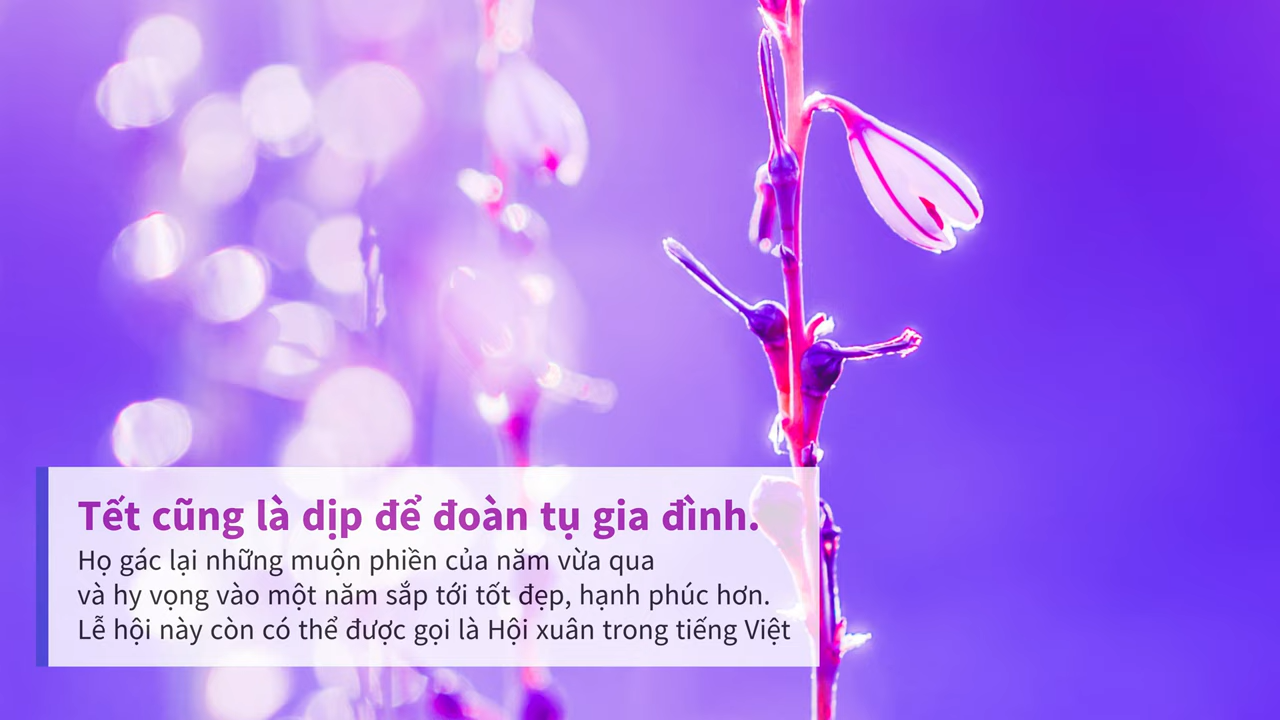 Tết cũng là dịp để đoàn tụ gia đình.
Họ gác lại những muộn phiền của năm vừa qua
và hy vọng vào một năm sắp tới tốt đẹp, hạnh phúc hơn.
Lễ hội này còn có thể được gọi là Hội xuân trong tiếng Việt